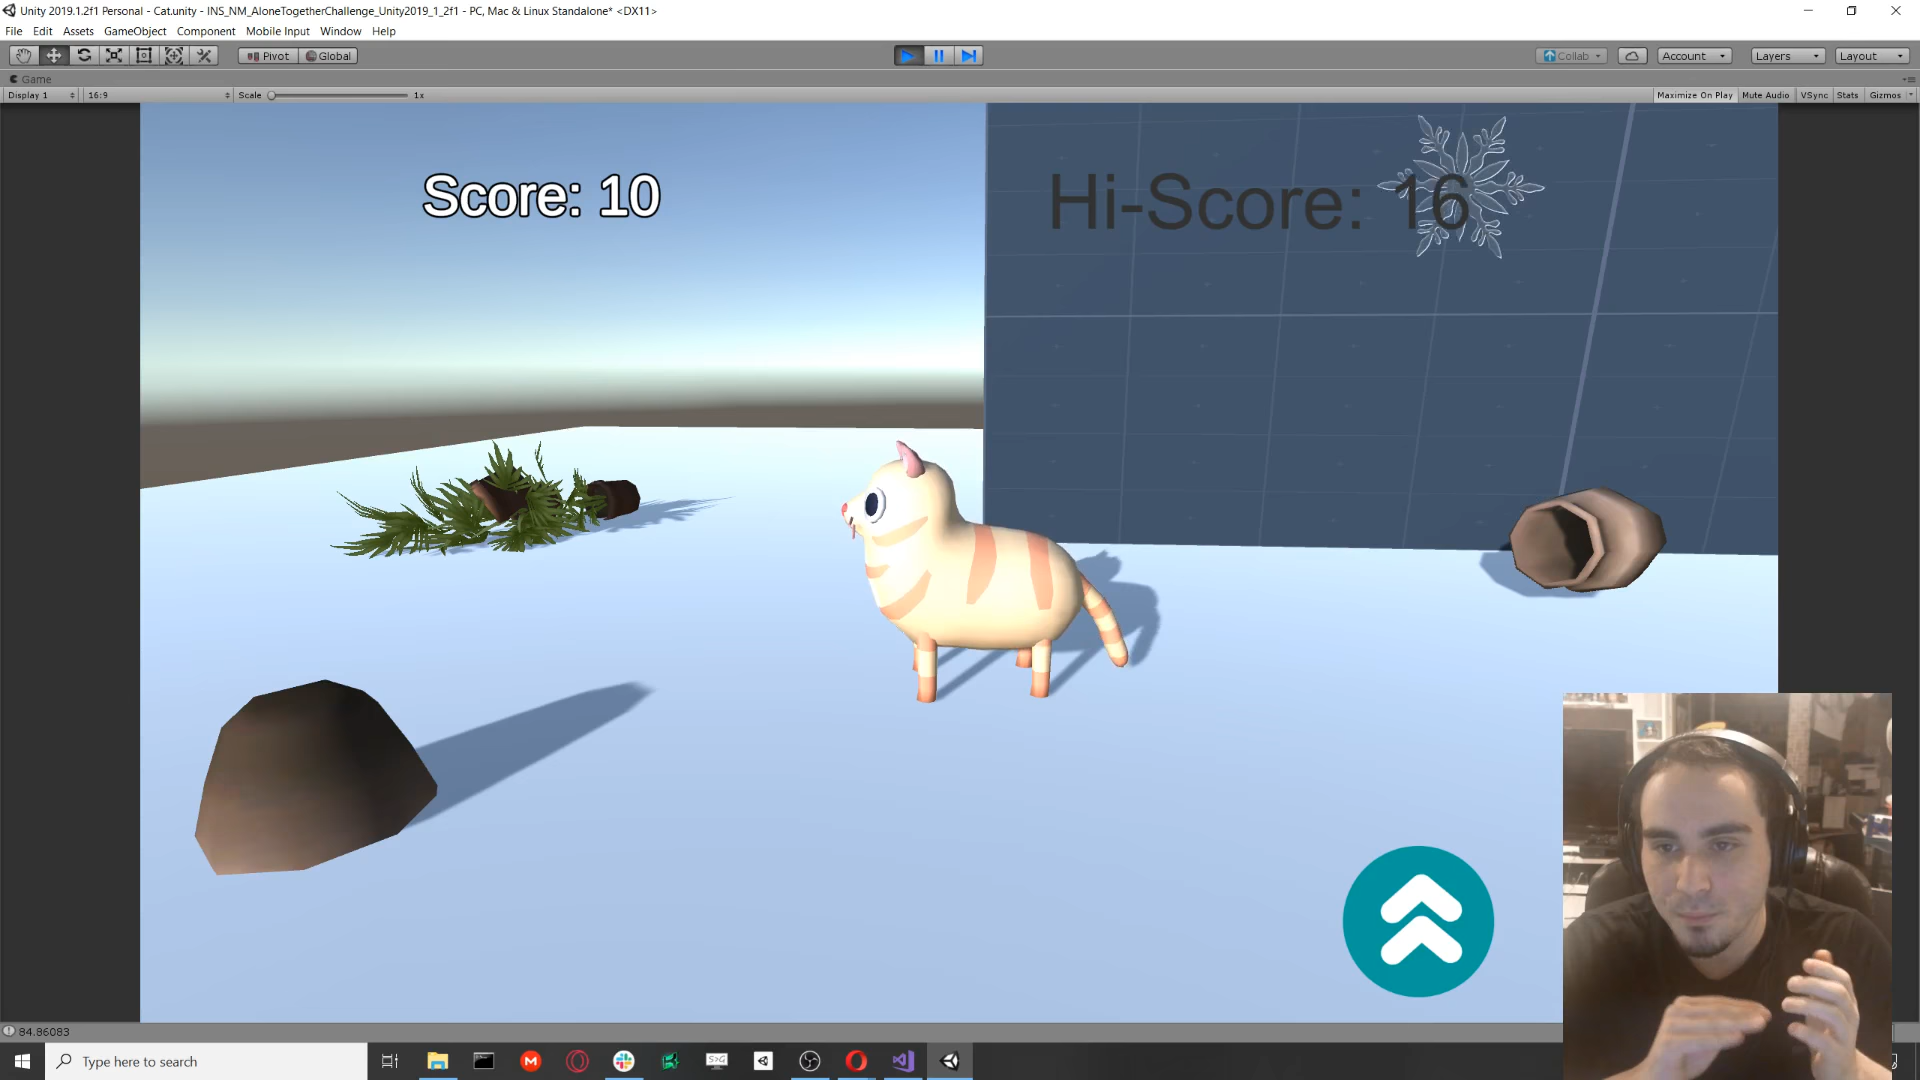 Unity 2019.1.2f1 Personal - Cat.unity - INS_NM_AloneTogetherChallenge_Unity2019_1_2f1 - PC, Mac & Linux Standalone* <DX11>
File Edit Assets GameObject Component Mobile Input Window Help
Pivot Global Collab Account Layers Layout
Game
Display 1 16:9 Scale 1x Maximize On Play Mute Audio VSync Stats Gizmos
Score: 10
Hi-Score: 16
84.86083
Type here to search